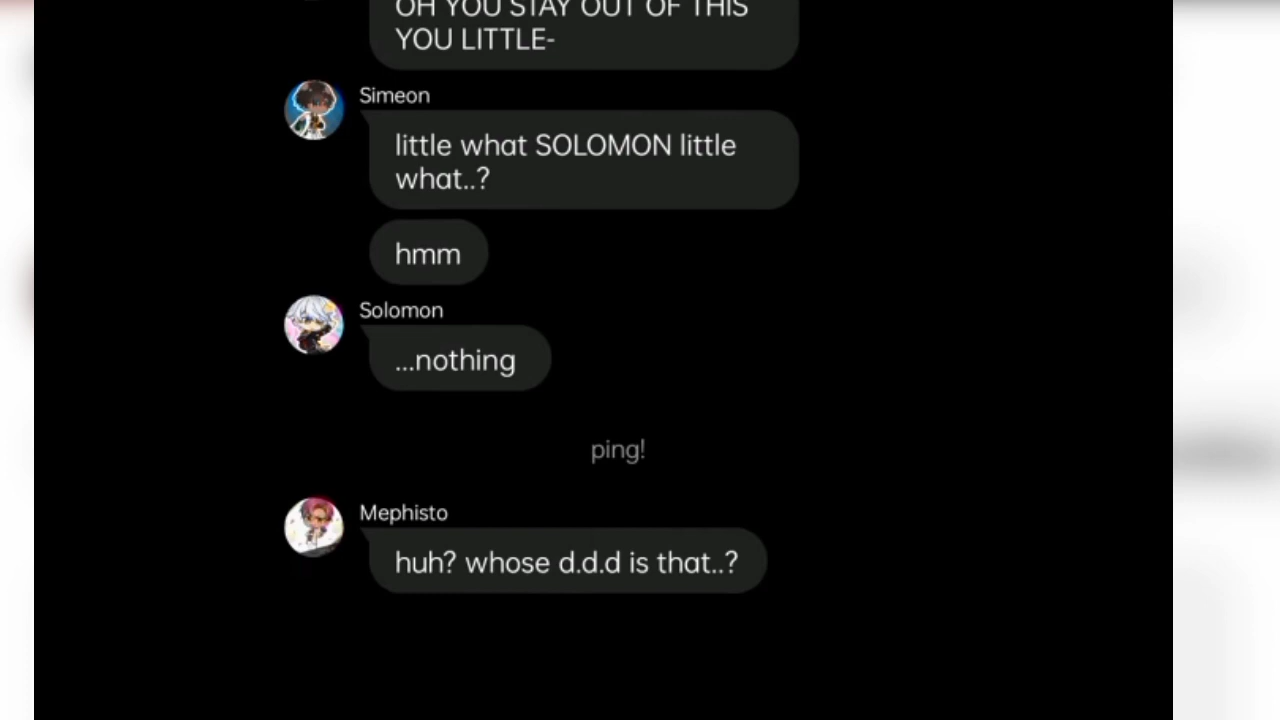 OH YOU STAY OUT OF THIS
YOU LITTLE-
Simeon
little what SOLOMON little
what..?
hmm
Solomon
...nothing
ping!
Mephisto
huh? whose d.d.d is that..?